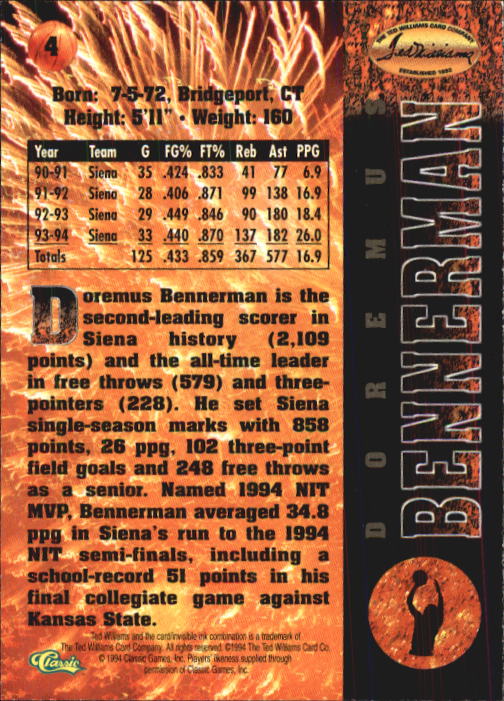 4
THE TED WILLIAMS CARD COMPANY
Ted Williams
ESTABLISHED 1992
Born: 7-5-72, Bridgeport, CT
Height: 5'11" • Weight: 160
Year Team G FG% FT% Reb Ast PPG
90-91 Siena 35 .424 .833 41 77 6.9
91-92 Siena 28 .406 .871 99 138 16.9
92-93 Siena 29 .449 .846 90 180 18.4
93-94 Siena 33 .440 .870 137 182 26.0
Totals 125 .433 .859 367 577 16.9
Doremus Bennerman is the
second-leading scorer in
Siena history (2,109
points) and the all-time leader
in free throws (579) and three-
pointers (228). He set Siena
single-season marks with 858
points, 26 ppg, 102 three-point
field goals and 248 free throws
as a senior. Named 1994 NIT
MVP, Bennerman averaged 34.8
ppg in Siena's run to the 1994
NIT semi-finals, including a
school-record 51 points in his
final collegiate game against
Kansas State.
Ted Williams and the card/invisible ink combination is a trademark of
The Ted Williams Card Company. All rights reserved. ©1994 The Ted Williams Card Co.
© 1994 Classic Games, Inc. Players' likeness supplied through
permission of Classic Games, Inc.
Classic
DOREMUS
BENNERMAN